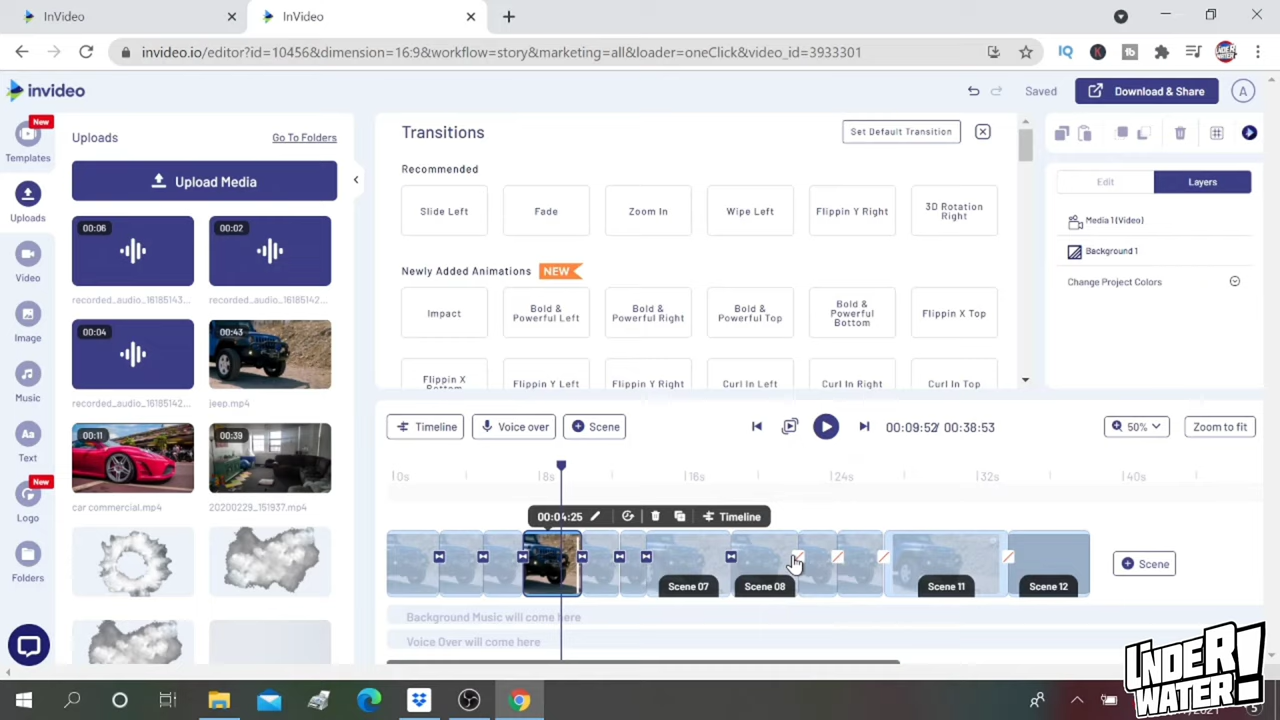 InVideo
InVideo
invideo.io/editor?id=10456&dimension=16:9&workflow=story&marketing=all&loader=oneClick&video_id=3933301
IQ
K
tb
invideo
Saved
Download & Share
A
New
Templates
Uploads
Video
Image
Music
Aa
Text
New
Logo
Folders
Uploads
Go To Folders
Upload Media
00:06
00:02
recorded_audio_16185143...
recorded_audio_1618514 2...
00:04
00:43
recorded_audio_16185142...
jeep.mp4
00:11
00:39
car commercial.mp4
20200229_151937.mp4
Transitions
Set Default Transition
Recommended
Slide Left
Fade
Zoom In
Wipe Left
Flippin Y Right
3D Rotation
Right
Newly Added Animations
NEW
Impact
Bold &
Powerful Left
Bold &
Powerful Right
Bold &
Powerful Top
Bold &
Powerful
Bottom
Flippin X Top
Flippin X
Bottom
Flippin Y Left
Flippin Y Right
Curl In Left
Curl In Right
Curl In Top
Edit
Layers
Media 1 (Video)
Background 1
Change Project Colors
Timeline
Voice over
Scene
00:09:52/ 00:38:53
50%
Zoom to fit
0s
8s
16s
24s
32s
40s
00:04:25
Timeline
Scene 07
Scene 08
Scene 11
Scene 12
Scene
Background Music will come here
Voice Over will come here
UNDER
WATER!
5